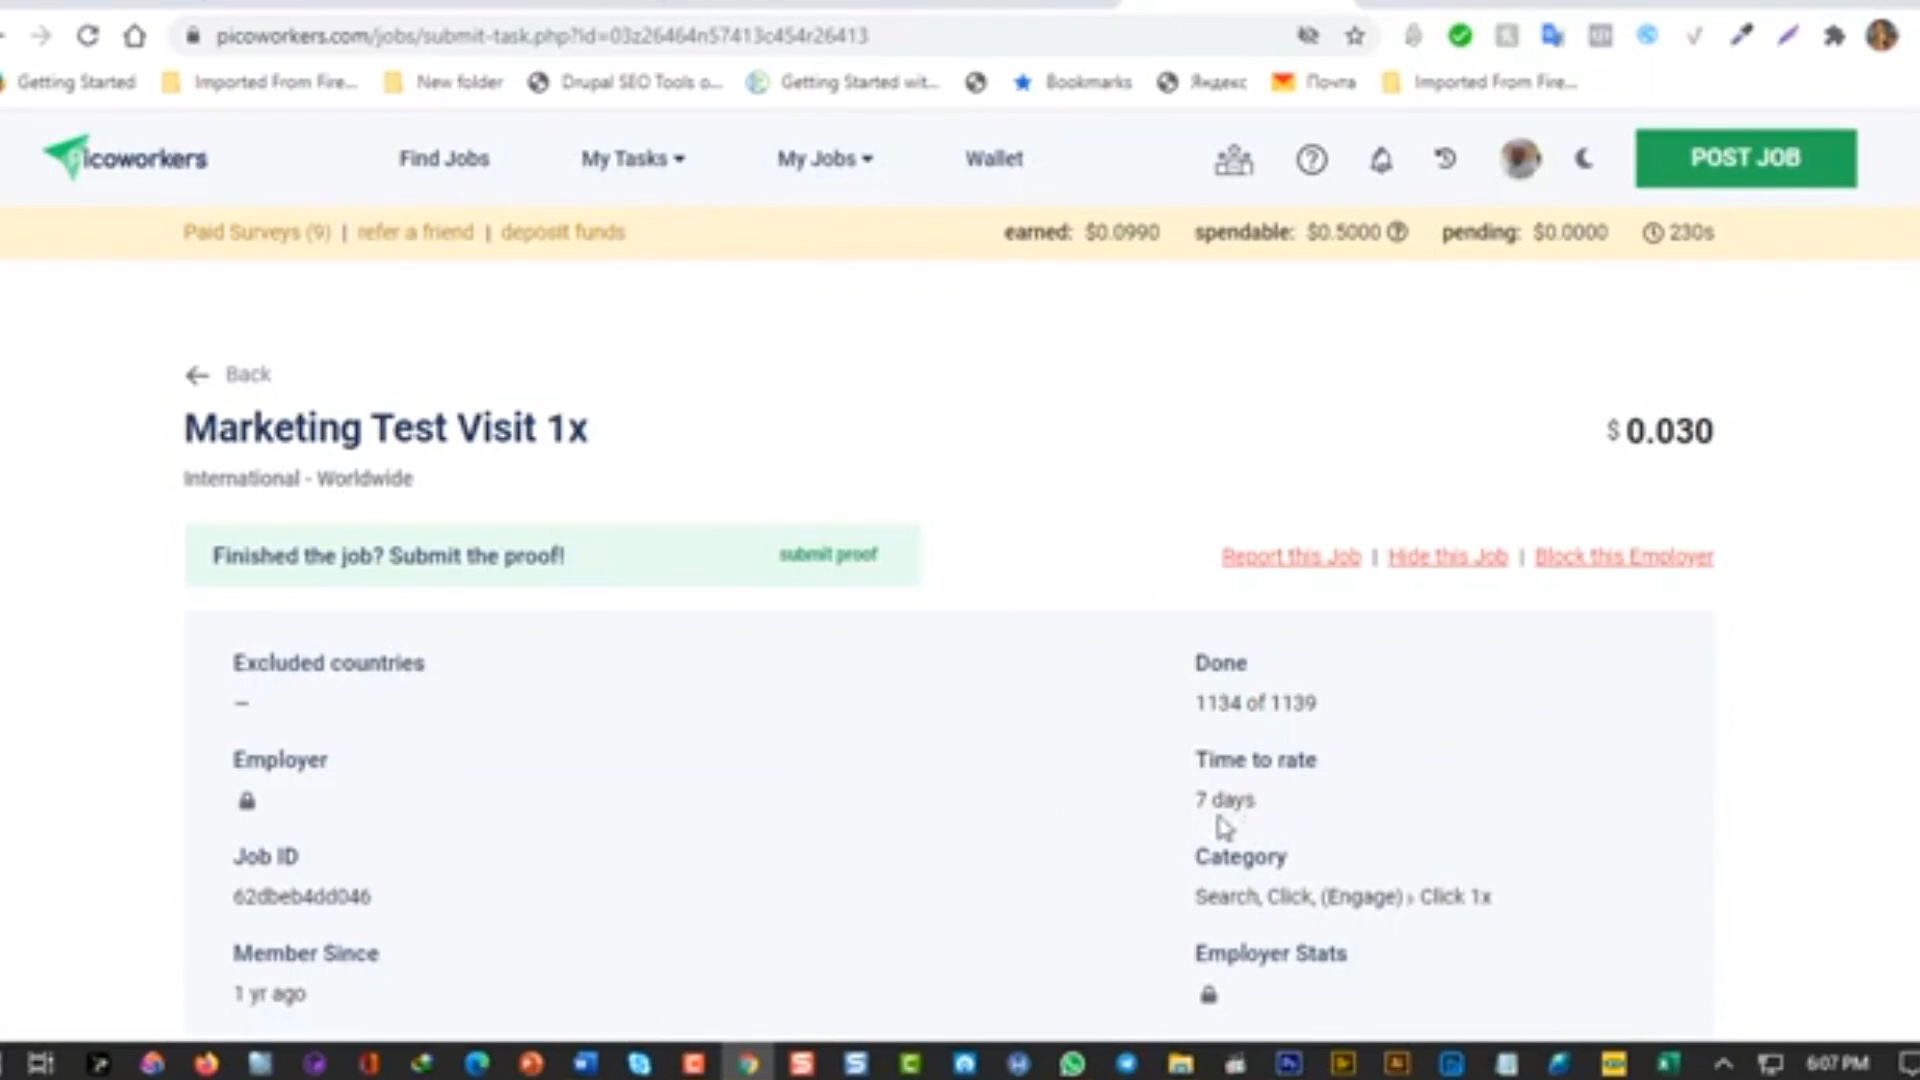 picoworkers.com/jobs/submit-task.php?id=03z26464n57413c454r26413
Getting Started Imported From Fire... New folder Drupal SEO Tools o... Getting Started wit... Bookmarks Яндекс Почта Imported From Fire...
picoworkers Find Jobs My Tasks My Jobs Wallet POST JOB
Paid Surveys (9) | refer a friend | deposit funds earned: $0.0990 spendable: $0.5000 pending: $0.0000 230s
Back
Marketing Test Visit 1x $ 0.030
International - Worldwide
Finished the job? Submit the proof! submit proof Report this Job | Hide this Job | Block this Employer
Excluded countries Done
– 1134 of 1139
Employer Time to rate
7 days
Job ID Category
62dbeb4dd046 Search, Click, (Engage) › Click 1x
Member Since Employer Stats
1 yr ago
6:07 PM